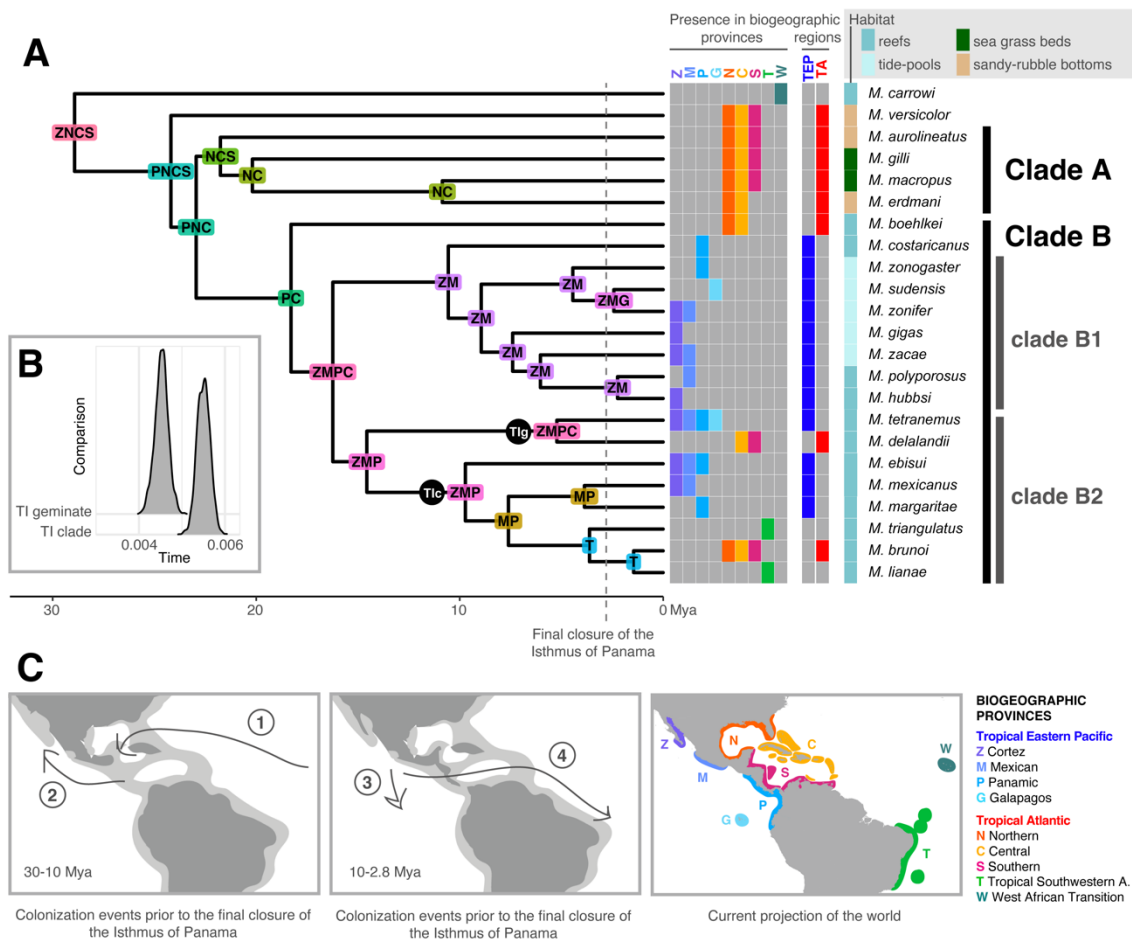 A
Presence in biogeographic
provinces
regions
Z M P G N C S T W
TEP TA
Habitat
reefs
sea grass beds
tide-pools
sandy-rubble bottoms
M. carrowi
M. versicolor
M. aurolineatus
M. gilli
M. macropus
M. erdmani
M. boehlkei
M. costaricanus
M. zonogaster
M. sudensis
M. zonifer
M. gigas
M. zacae
M. polyporosus
M. hubbsi
M. tetranemus
M. delalandii
M. ebisui
M. mexicanus
M. margaritae
M. triangulatus
M. brunoi
M. lianae
Clade A
Clade B
clade B1
clade B2
ZNCS
PNCS
NCS
NC
NC
PNC
PC
ZM
ZM
ZM
ZMG
ZM
ZM
ZM
ZMPC
TIg
ZMPC
ZMP
TIc
ZMP
MP
MP
T
T
30
20
10
0 Mya
Final closure of the
Isthmus of Panama
B
Comparison
TI geminate
TI clade
0.004
0.006
Time
C
1
2
30-10 Mya
Colonization events prior to the final closure of
the Isthmus of Panama
3
4
10-2.8 Mya
Colonization events prior to the final closure of
the Isthmus of Panama
Z
M
N
C
S
P
G
W
T
Current projection of the world
BIOGEOGRAPHIC
PROVINCES
Tropical Eastern Pacific
Z Cortez
M Mexican
P Panamic
G Galapagos
Tropical Atlantic
N Northern
C Central
S Southern
T Tropical Southwestern A.
W West African Transition